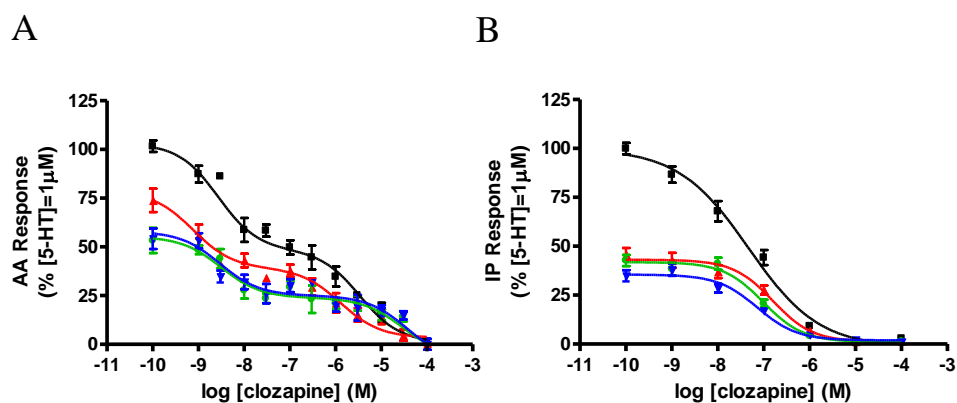 A
B
AA Response
(% [5-HT]=1µM)
125
100
75
50
25
0
-11 -10 -9 -8 -7 -6 -5 -4 -3
log [clozapine] (M)
IP Response
(% [5-HT]=1µM)
125
100
75
50
25
0
-11 -10 -9 -8 -7 -6 -5 -4 -3
log [clozapine] (M)